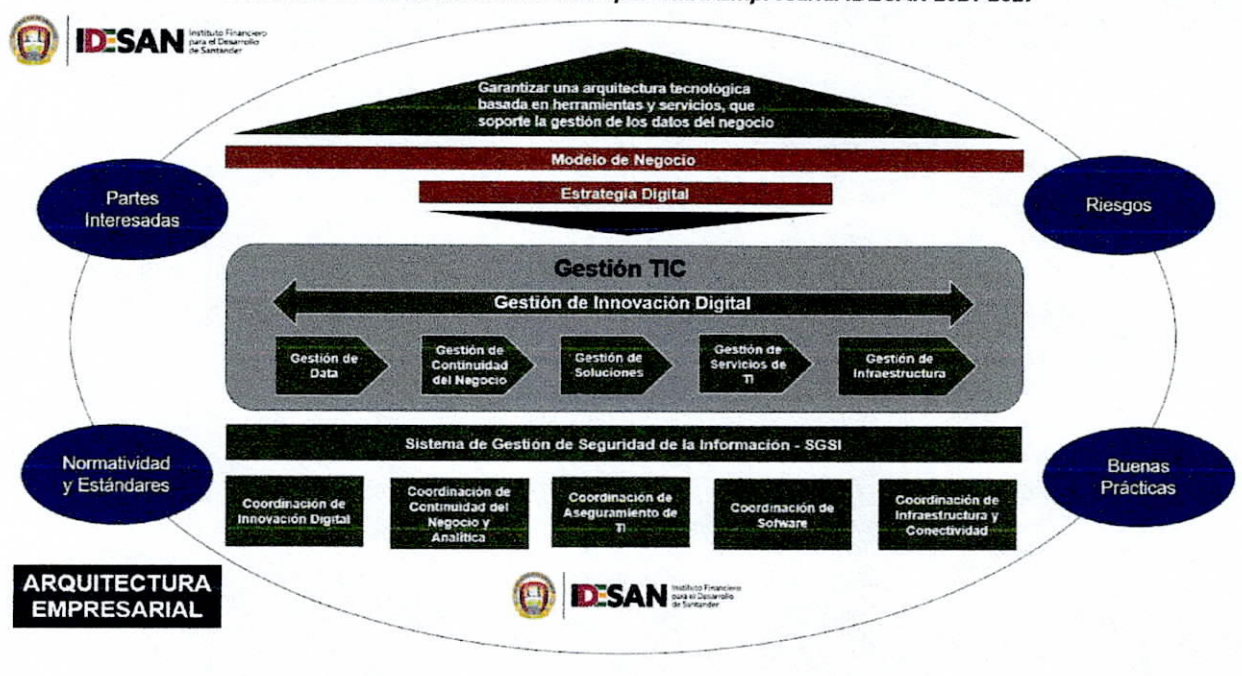 IDESAN
Instituto Financiero
para el Desarrollo
de Santander
Garantizar una arquitectura tecnológica
basada en herramientas y servicios, que
soporte la gestión de los datos del negocio
Modelo de Negocio
Estrategia Digital
Partes
Interesadas
Riesgos
Gestión TIC
Gestión de Innovación Digital
Gestión de
Data
Gestión de
Continuidad
del Negocio
Gestión de
Soluciones
Gestión de
Servicios de
TI
Gestión de
Infraestructura
Sistema de Gestión de Seguridad de la Información - SGSI
Normatividad
y Estándares
Buenas
Prácticas
Coordinación de
Innovación Digital
Coordinación de
Continuidad del
Negocio y
Analítica
Coordinación de
Aseguramiento de
TI
Coordinación de
Sofware
Coordinación de
Infraestructura y
Conectividad
ARQUITECTURA
EMPRESARIAL
IDESAN
Instituto Financiero
para el Desarrollo
de Santander